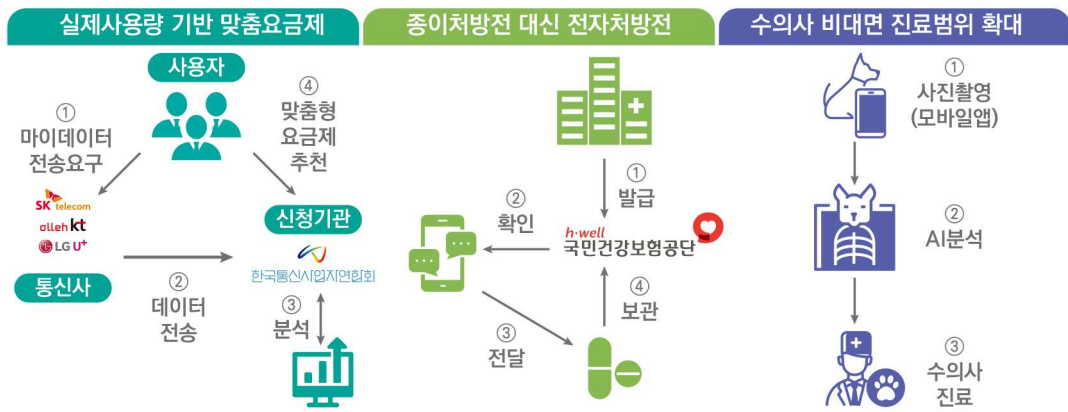 실제사용량 기반 맞춤요금제
사용자
①
마이데이터
전송요구
④
맞춤형
요금제
추천
SK telecom
olleh kt
LG U+
통신사
②
데이터
전송
신청기관
한국통신사업자연합회
③
분석
종이처방전 대신 전자처방전
①
발급
②
확인
h·well
국민건강보험공단
③
전달
④
보관
수의사 비대면 진료범위 확대
①
사진촬영
(모바일앱)
②
AI분석
③
수의사
진료